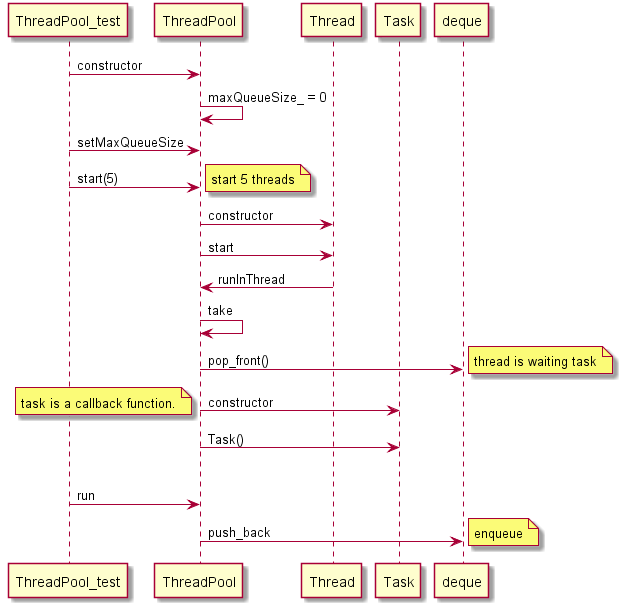 ThreadPool_test
ThreadPool
Thread
Task
deque
constructor
maxQueueSize_ = 0
setMaxQueueSize
start(5)
start 5 threads
constructor
start
runInThread
take
pop_front()
thread is waiting task
task is a callback function.
constructor
Task()
run
push_back
enqueue
ThreadPool_test
ThreadPool
Thread
Task
deque